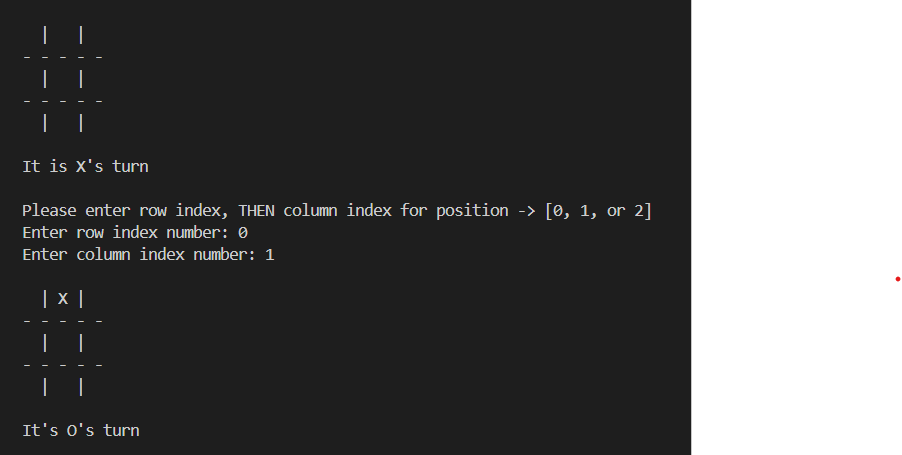 |   |
- - - - -
  |   |
- - - - -
  |   |
It is X's turn
Please enter row index, THEN column index for position -> [0, 1, or 2]
Enter row index number: 0
Enter column index number: 1
  | X |
- - - - -
  |   |
- - - - -
  |   |
It's O's turn